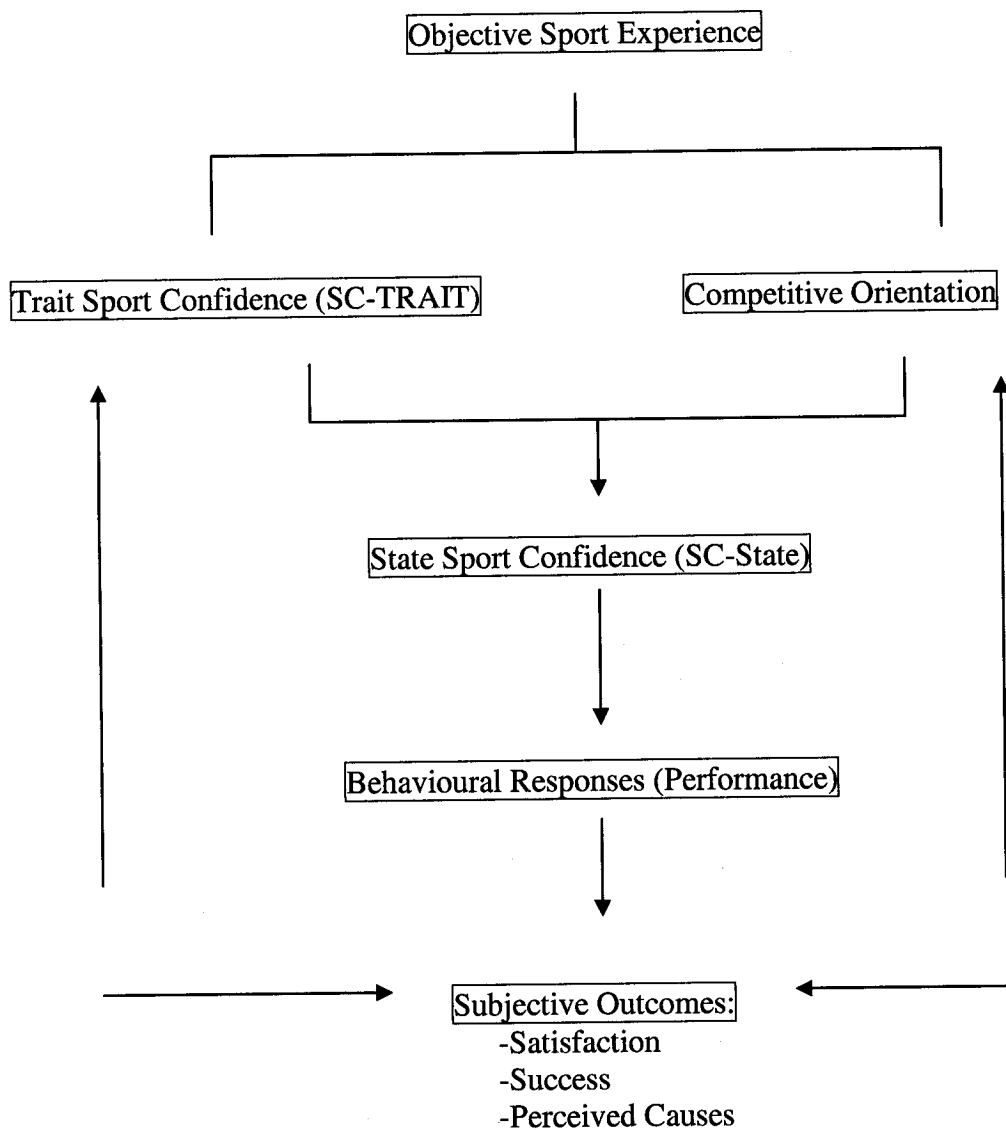 Objective Sport Experience
Trait Sport Confidence (SC-TRAIT)
Competitive Orientation
State Sport Confidence (SC-State)
Behavioural Responses (Performance)
Subjective Outcomes:
-Satisfaction
-Success
-Perceived Causes